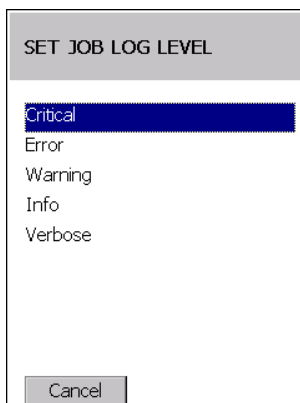 SET JOB LOG LEVEL
Critical
Error
Warning
Info
Verbose
Cancel